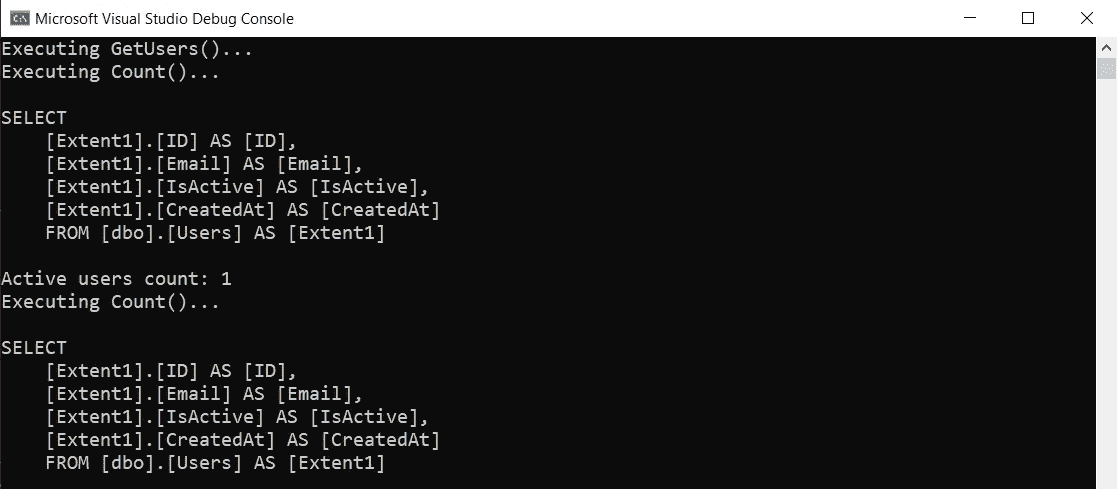 Microsoft Visual Studio Debug Console
Executing GetUsers()...
Executing Count()...
SELECT
    [Extent1].[ID] AS [ID],
    [Extent1].[Email] AS [Email],
    [Extent1].[IsActive] AS [IsActive],
    [Extent1].[CreatedAt] AS [CreatedAt]
    FROM [dbo].[Users] AS [Extent1]
Active users count: 1
Executing Count()...
SELECT
    [Extent1].[ID] AS [ID],
    [Extent1].[Email] AS [Email],
    [Extent1].[IsActive] AS [IsActive],
    [Extent1].[CreatedAt] AS [CreatedAt]
    FROM [dbo].[Users] AS [Extent1]